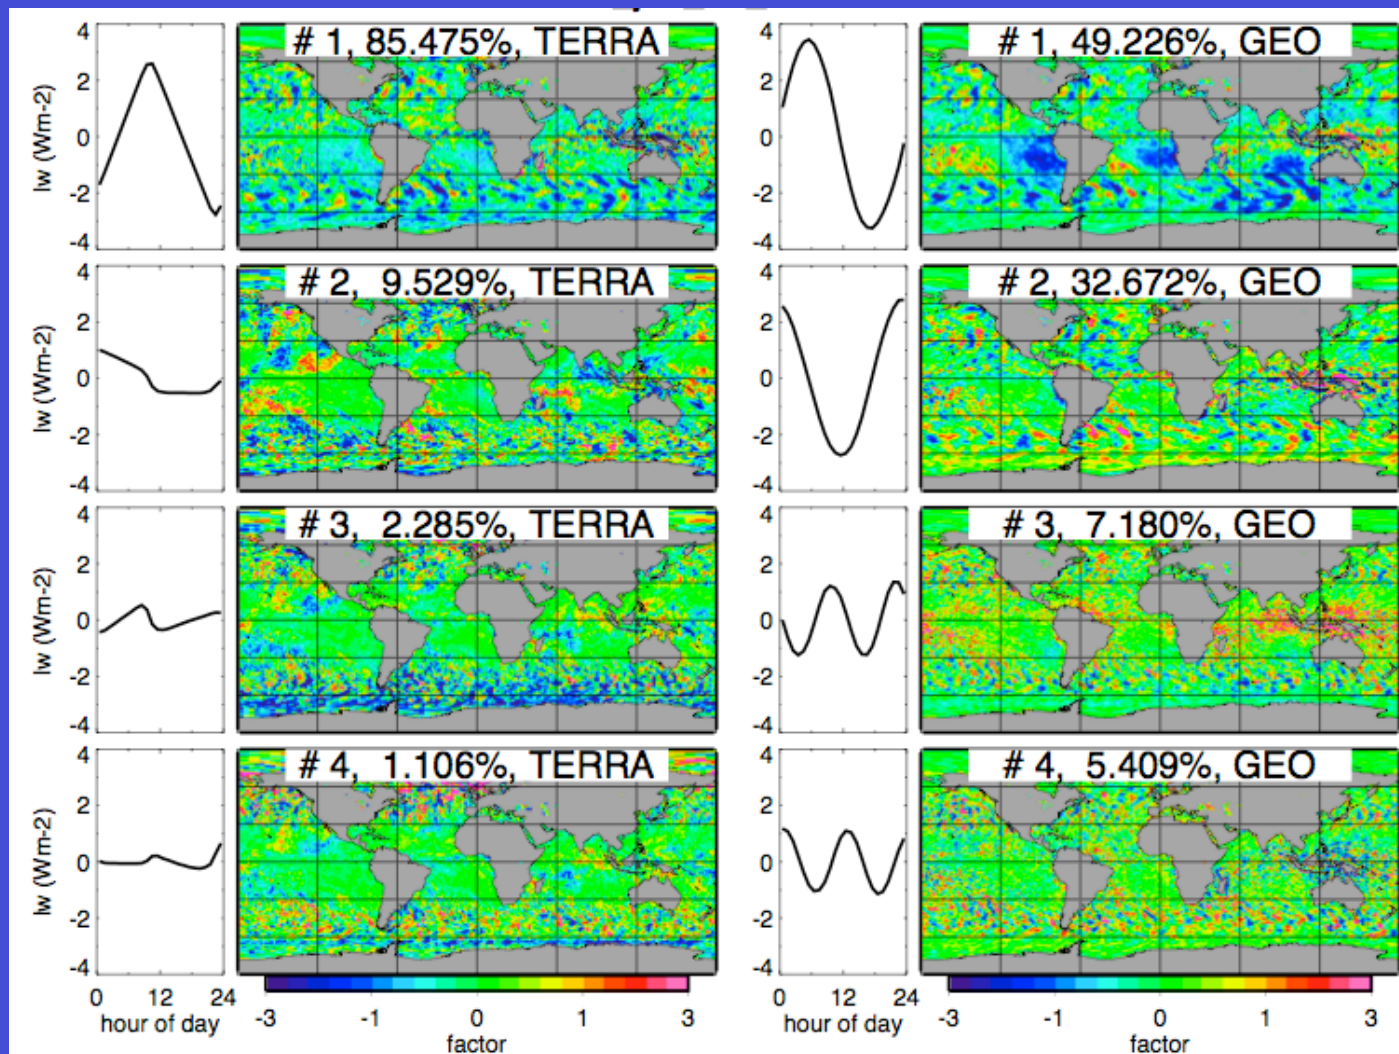 # 1, 85.475%, TERRA
# 1, 49.226%, GEO
4
2
0
-2
-4
lw (Wm-2)
4
2
0
-2
-4
# 2, 9.529%, TERRA
# 2, 32.672%, GEO
4
2
0
-2
-4
lw (Wm-2)
4
2
0
-2
-4
# 3, 2.285%, TERRA
# 3, 7.180%, GEO
4
2
0
-2
-4
lw (Wm-2)
4
2
0
-2
-4
# 4, 1.106%, TERRA
# 4, 5.409%, GEO
4
2
0
-2
-4
lw (Wm-2)
4
2
0
-2
-4
0 12 24
hour of day
-3 -1 0 1 3
factor
0 12 24
hour of day
-3 -1 0 1 3
factor